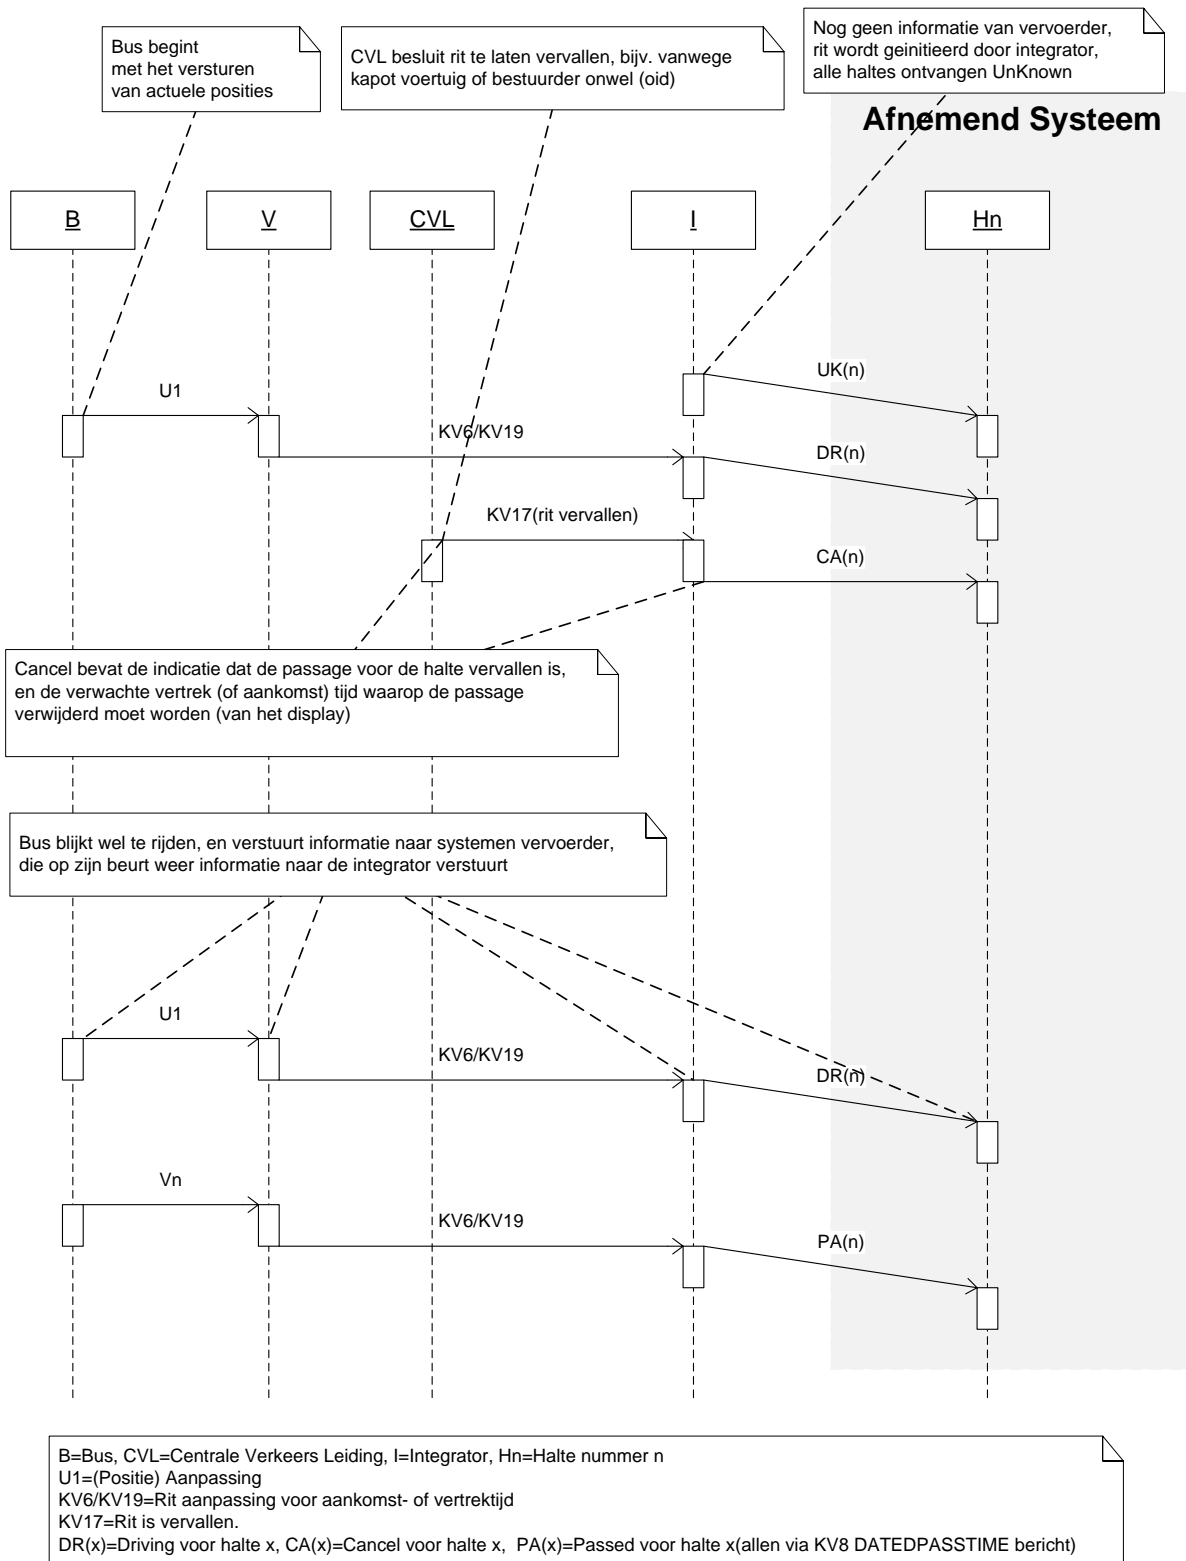 Bus begint
met het versturen
van actuele posities
CVL besluit rit te laten vervallen, bijv. vanwege
kapot voertuig of bestuurder onwel (oid)
Nog geen informatie van vervoerder,
rit wordt geinitieerd door integrator,
alle haltes ontvangen UnKnown
Afnemend Systeem
B
V
CVL
I
Hn
UK(n)
U1
KV6/KV19
DR(n)
KV17(rit vervallen)
CA(n)
Cancel bevat de indicatie dat de passage voor de halte vervallen is,
en de verwachte vertrek (of aankomst) tijd waarop de passage
verwijderd moet worden (van het display)
Bus blijkt wel te rijden, en verstuurt informatie naar systemen vervoerder,
die op zijn beurt weer informatie naar de integrator verstuurt
U1
KV6/KV19
DR(n)
Vn
KV6/KV19
PA(n)
B=Bus, CVL=Centrale Verkeers Leiding, I=Integrator, Hn=Halte nummer n
U1=(Positie) Aanpassing
KV6/KV19=Rit aanpassing voor aankomst- of vertrektijd
KV17=Rit is vervallen.
DR(x)=Driving voor halte x, CA(x)=Cancel voor halte x, PA(x)=Passed voor halte x(allen via KV8 DATEDPASSTIME bericht)